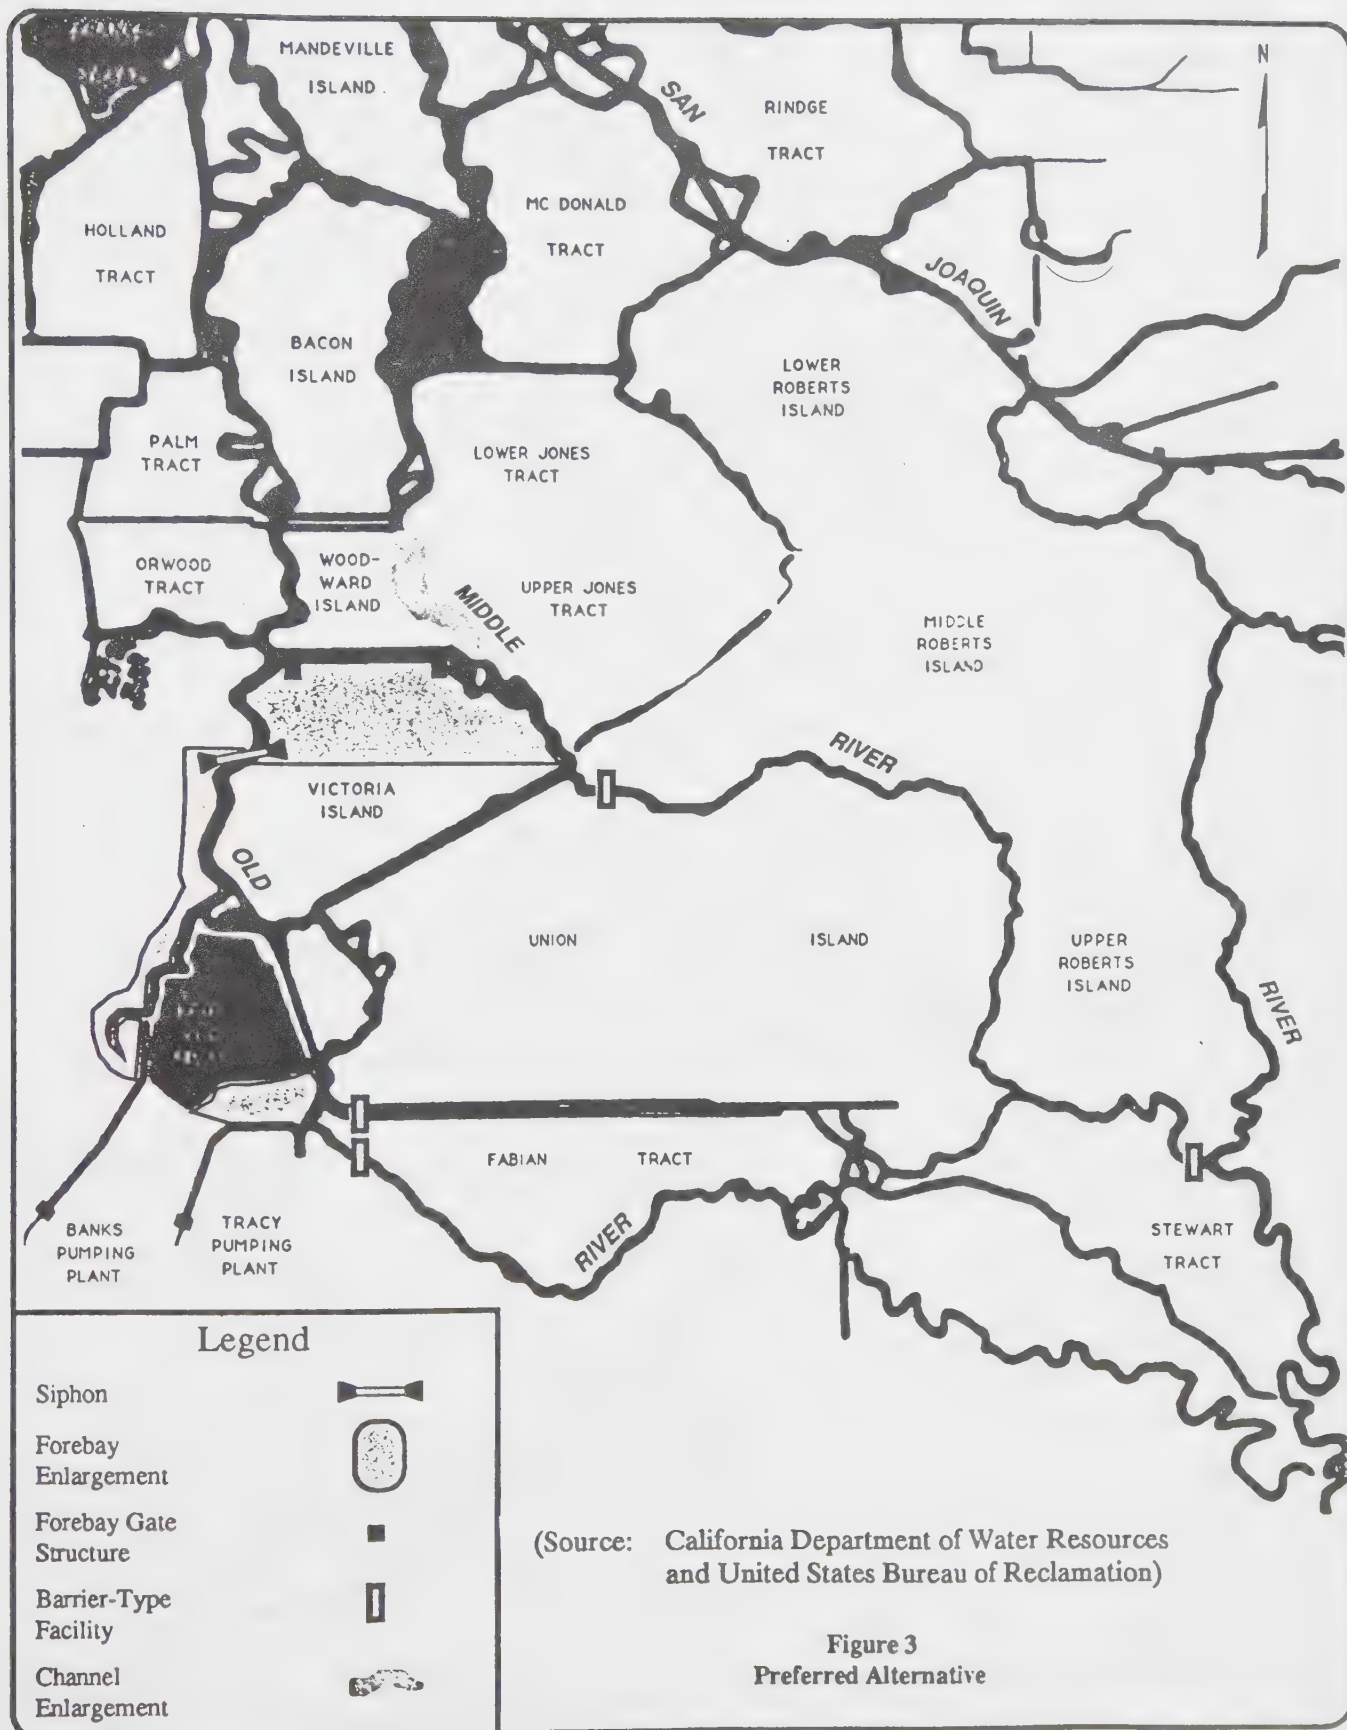 MANDEVILLE
ISLAND
N
SAN
RINDGE
TRACT
MC DONALD
TRACT
HOLLAND
TRACT
JOAQUIN
BACON
ISLAND
LOWER
ROBERTS
ISLAND
PALM
TRACT
LOWER JONES
TRACT
ORWOOD
TRACT
WOOD-
WARD
ISLAND
MIDDLE
UPPER JONES
TRACT
MIDDLE
ROBERTS
ISLAND
RIVER
VICTORIA
ISLAND
OLD
UNION
ISLAND
UPPER
ROBERTS
ISLAND
RIVER
FABIAN
TRACT
RIVER
BANKS
PUMPING
PLANT
TRACY
PUMPING
PLANT
STEWART
TRACT
Legend
Siphon
Forebay
Enlargement
Forebay Gate
Structure
Barrier-Type
Facility
Channel
Enlargement
(Source: California Department of Water Resources
and United States Bureau of Reclamation)
Figure 3
Preferred Alternative